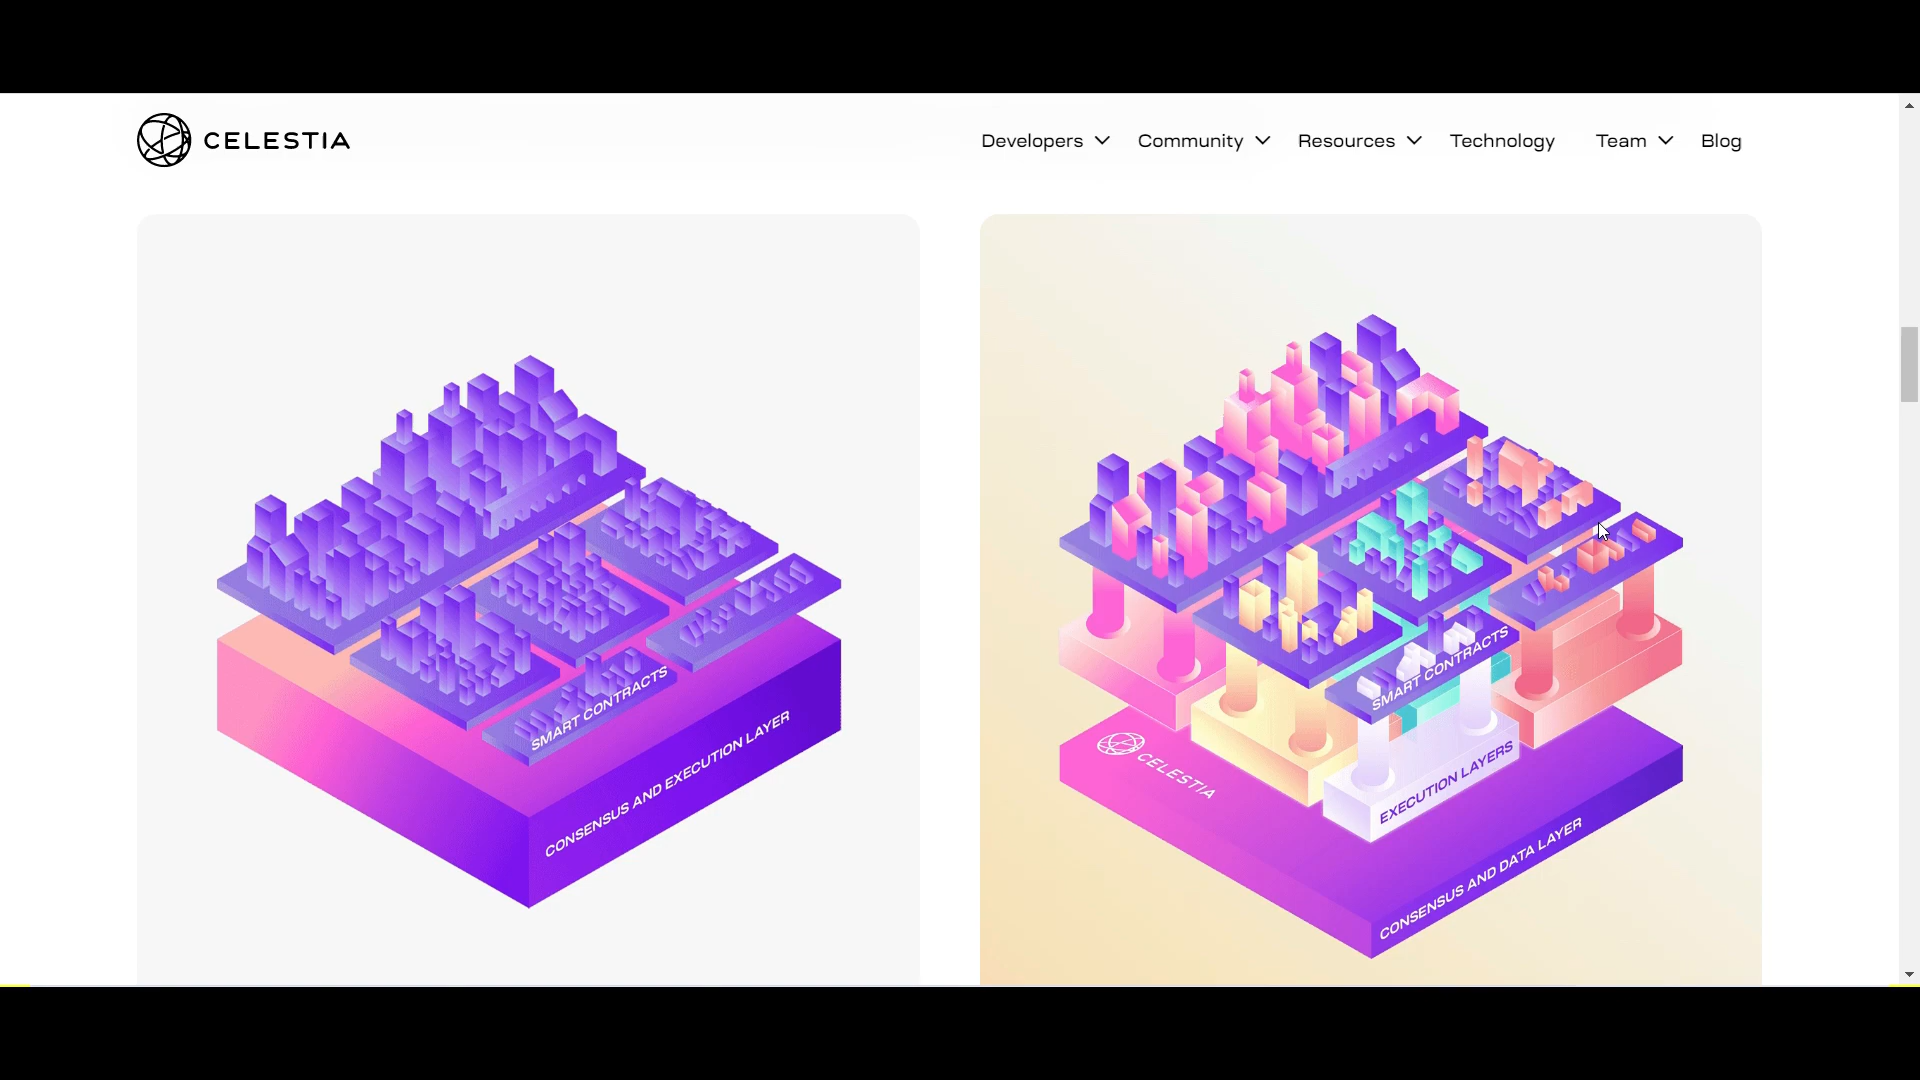 CELESTIA
Developers
Community
Resources
Technology
Team
Blog
SMART CONTRACTS
CONSENSUS AND EXECUTION LAYER
SMART CONTRACTS
EXECUTION LAYERS
CELESTIA
CONSENSUS AND DATA LAYER